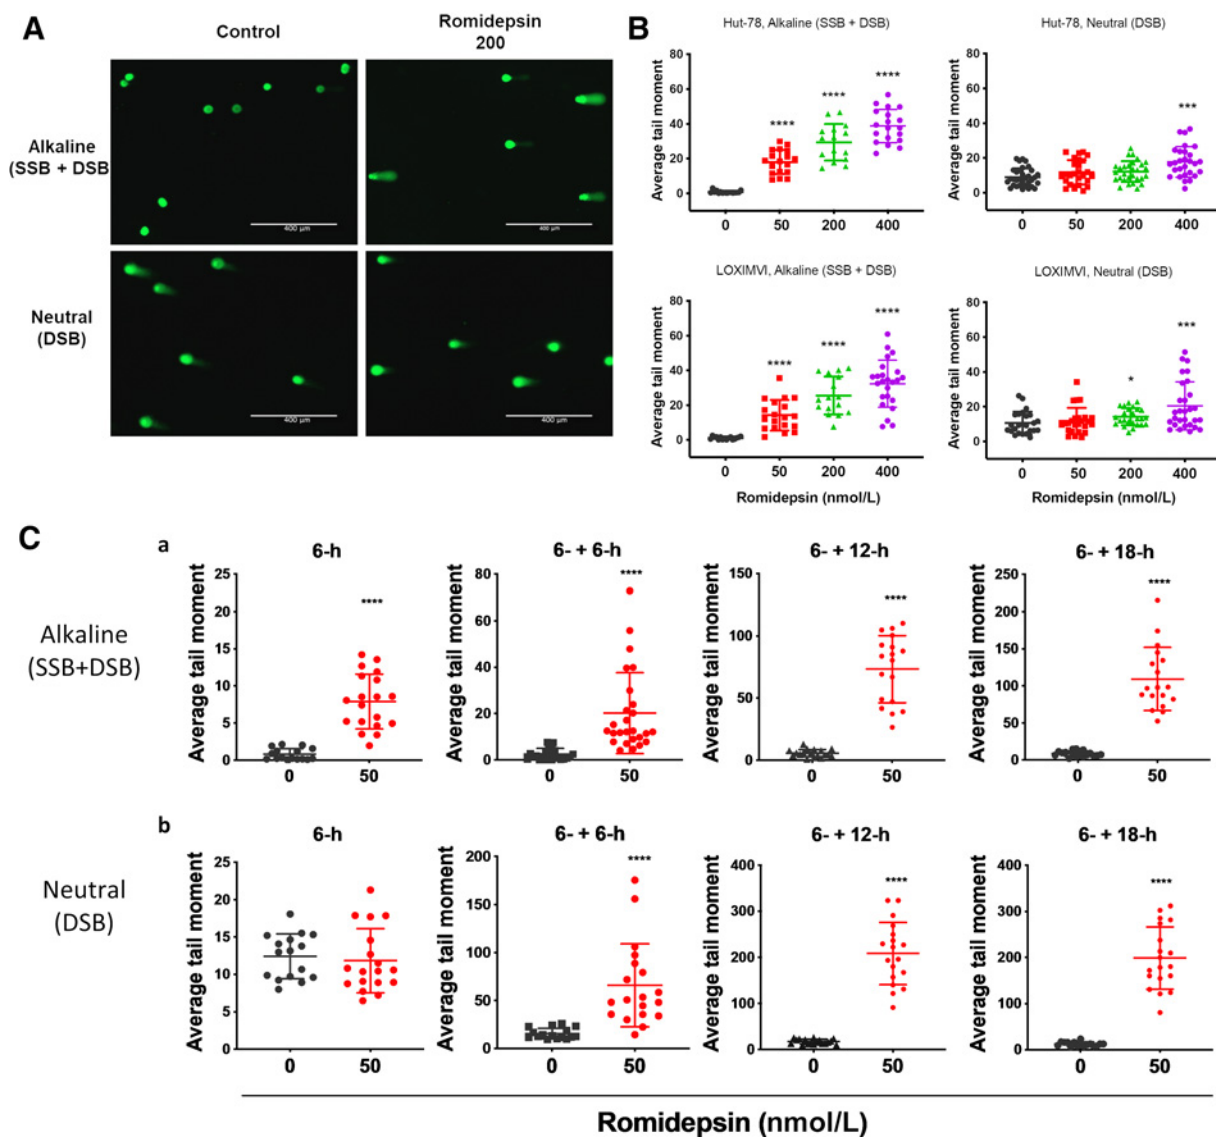 A
Control
Romidepsin
200
Alkaline
(SSB + DSB
400 µm
400 µm
Neutral
(DSB)
400 µm
400 µm
B
Hut-78, Alkaline (SSB + DSB)
Average tail moment
80
60
40
20
0
****
****
****
0 50 200 400
Hut-78, Neutral (DSB)
Average tail moment
80
60
40
20
0
***
0 50 200 400
LOXIMVI, Alkaline (SSB + DSB)
Average tail moment
80
60
40
20
0
****
****
****
0 50 200 400
Romidepsin (nmol/L)
LOXIMVI, Neutral (DSB)
Average tail moment
80
60
40
20
0
*
***
0 50 200 400
Romidepsin (nmol/L)
C
a
Alkaline
(SSB+DSB)
6-h
Average tail moment
25
20
15
10
5
0
****
0 50
6- + 6-h
Average tail moment
80
60
40
20
0
****
0 50
6- + 12-h
Average tail moment
150
100
50
0
****
0 50
6- + 18-h
Average tail moment
250
200
150
100
50
0
****
0 50
b
Neutral
(DSB)
6-h
Average tail moment
25
20
15
10
5
0
0 50
6- + 6-h
Average tail moment
200
150
100
50
0
****
0 50
6- + 12-h
Average tail moment
400
300
200
100
0
****
0 50
6- + 18-h
Average tail moment
400
300
200
100
0
****
0 50
Romidepsin (nmol/L)